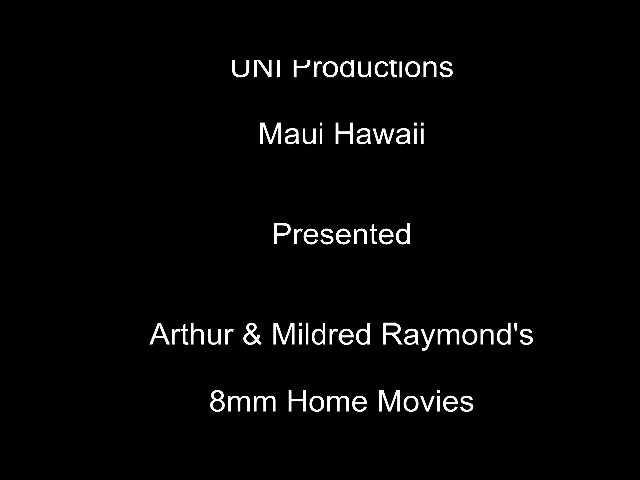 UNI Productions
Maui Hawaii
Presented
Arthur & Mildred Raymond's
8mm Home Movies